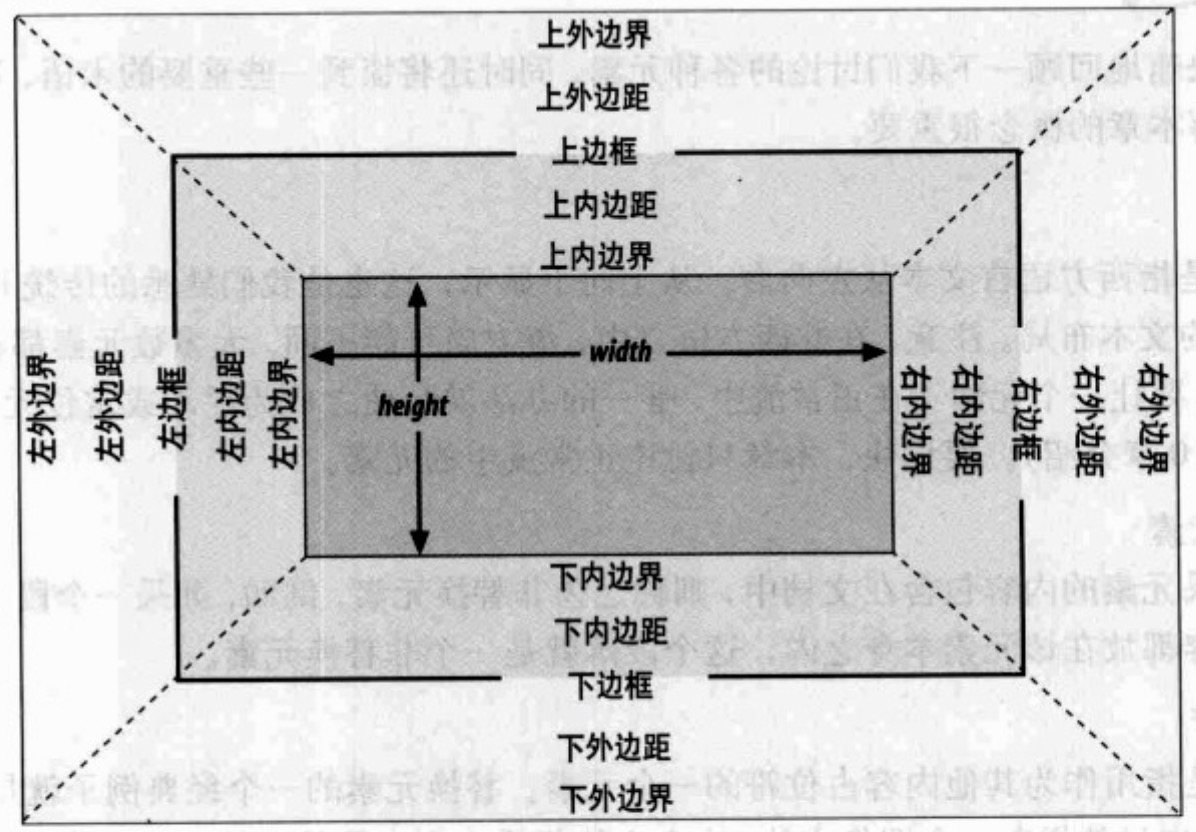 上外边界
上外边距
上边框
上内边距
上内边界
左外边界
左外边距
左边框
左内边距
左内边界
width
height
右内边界
右内边距
右边框
右外边距
右外边界
下内边界
下内边距
下边框
下外边距
下外边界